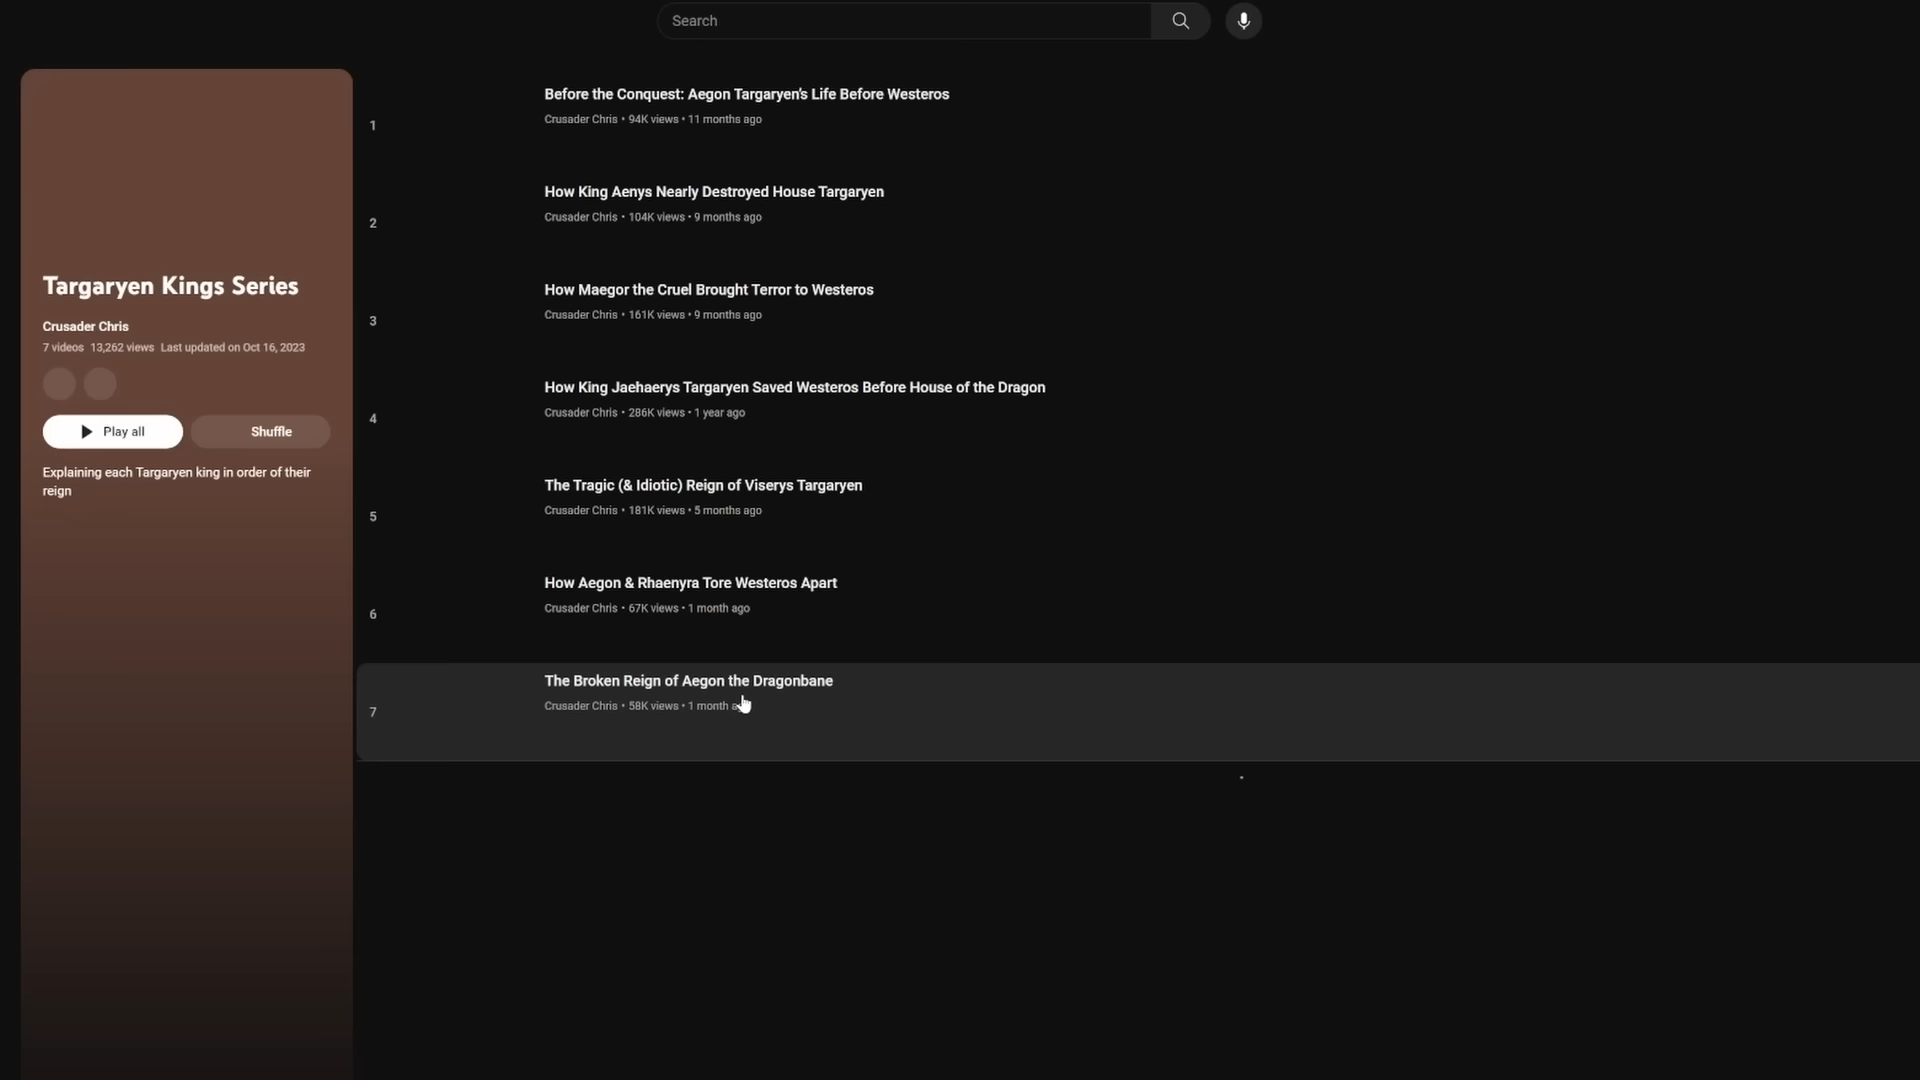 Search
Targaryen Kings Series
Crusader Chris
7 videos 13,262 views Last updated on Oct 16, 2023
Play all
Shuffle
Explaining each Targaryen king in order of their
reign
1
Before the Conquest: Aegon Targaryen's Life Before Westeros
Crusader Chris • 94K views • 11 months ago
2
How King Aenys Nearly Destroyed House Targaryen
Crusader Chris • 104K views • 9 months ago
3
How Maegor the Cruel Brought Terror to Westeros
Crusader Chris • 161K views • 9 months ago
4
How King Jaehaerys Targaryen Saved Westeros Before House of the Dragon
Crusader Chris • 286K views • 1 year ago
5
The Tragic (& Idiotic) Reign of Viserys Targaryen
Crusader Chris • 181K views • 5 months ago
6
How Aegon & Rhaenyra Tore Westeros Apart
Crusader Chris • 67K views • 1 month ago
7
The Broken Reign of Aegon the Dragonbane
Crusader Chris • 58K views • 1 month